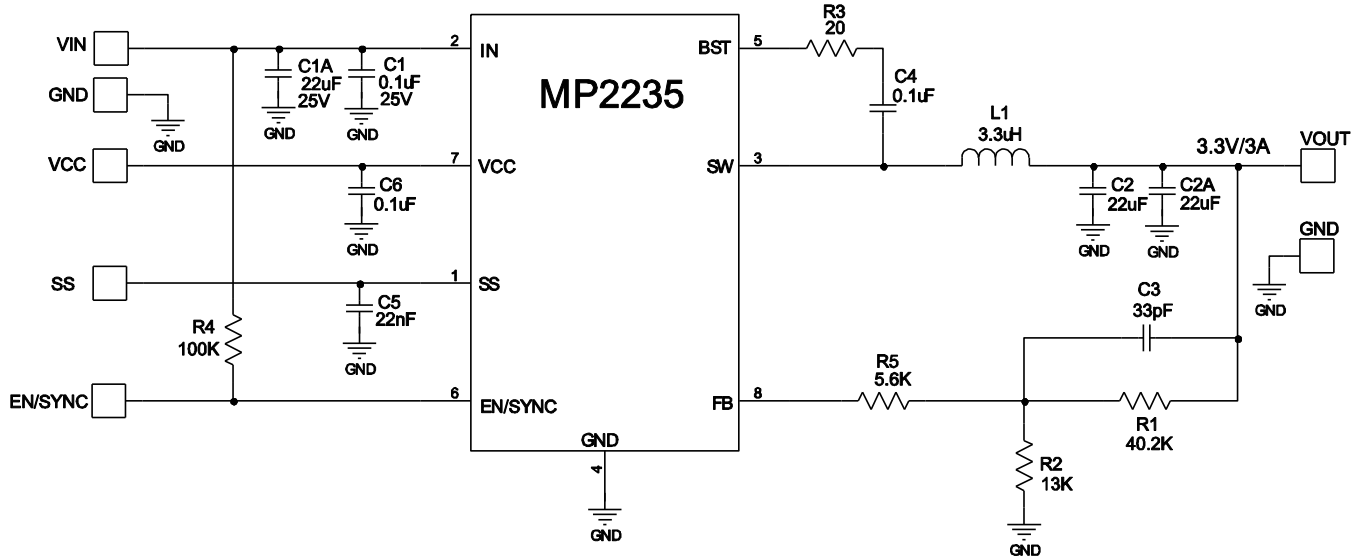 VIN
GND
GND
C1A
22uF
25V
GND
C1
0.1uF
25V
GND
2
IN
MP2235
BST
5
R3
20
C4
0.1uF
VCC
7
VCC
C6
0.1uF
GND
SW
3
L1
3.3uH
3.3V/3A
VOUT
C2
22uF
GND
C2A
22uF
GND
GND
GND
SS
1
SS
C5
22nF
GND
R4
100K
C3
33pF
EN/SYNC
6
EN/SYNC
FB
8
R5
5.6K
R1
40.2K
R2
13K
GND
GND
4
GND